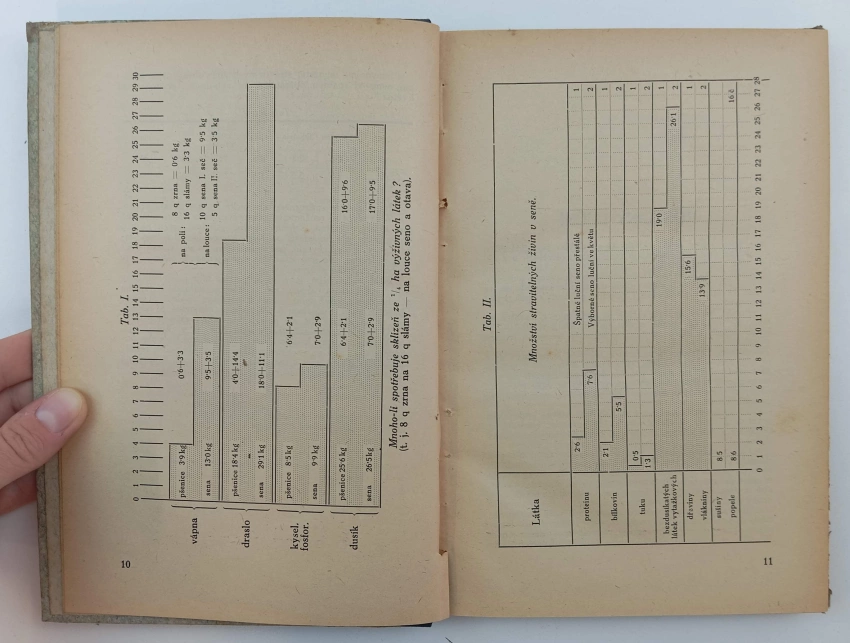 Tab. I.
0 1 2 3 4 5 6 7 8 9 10 11 12 13 14 15 16 17 18 19 20 21 22 23 24 25 26 27 28 29 30
vápna
pšenice 3·9 kg 0·6+3·3
sena 13·0 kg 9·5+3·5
na poli: 8 q zrna = 0·6 kg
16 q slámy = 3·3 kg
na louce: 10 q sena I. seč = 9·5 kg
5 q sena II. seč = 3·5 kg
draslo
pšenice 18·4 kg 4·0+14·4
sena 29·1 kg 18·0+11·1
kysel. fosfor.
pšenice 8·5 kg 6·4+2·1
sena 9·9 kg 7·0+2·9
dusík
pšenice 25·6 kg 6·4+2·1 16·0+9·6
sena 26·5 kg 7·0+2·9 17·0+9·5
Mnoho-li spotřebuje sklizeň ze 1/4 ha výživných látek?
(t. j. 8 q zrna na 16 q slámy — na louce seno a otava).
10
Tab. II.
Látka
Množství stravitelných živin v seně.
proteinu
2·6 Špatné luční seno přestálé 1
7·6 Výborné seno luční ve květu 2
bílkovin
2·1 1
5·5 2
tuku
0·5 1
1·3 2
bezdusíkatých
látek výtažkových
19·0 1
26·1 2
dřeviny
15·6 1
vlákniny
13·9 2
sušiny 8·5
popele 8·6
0 1 2 3 4 5 6 7 8 9 10 11 12 13 14 15 16 17 18 19 20 21 22 23 24 25 26 27 28
11